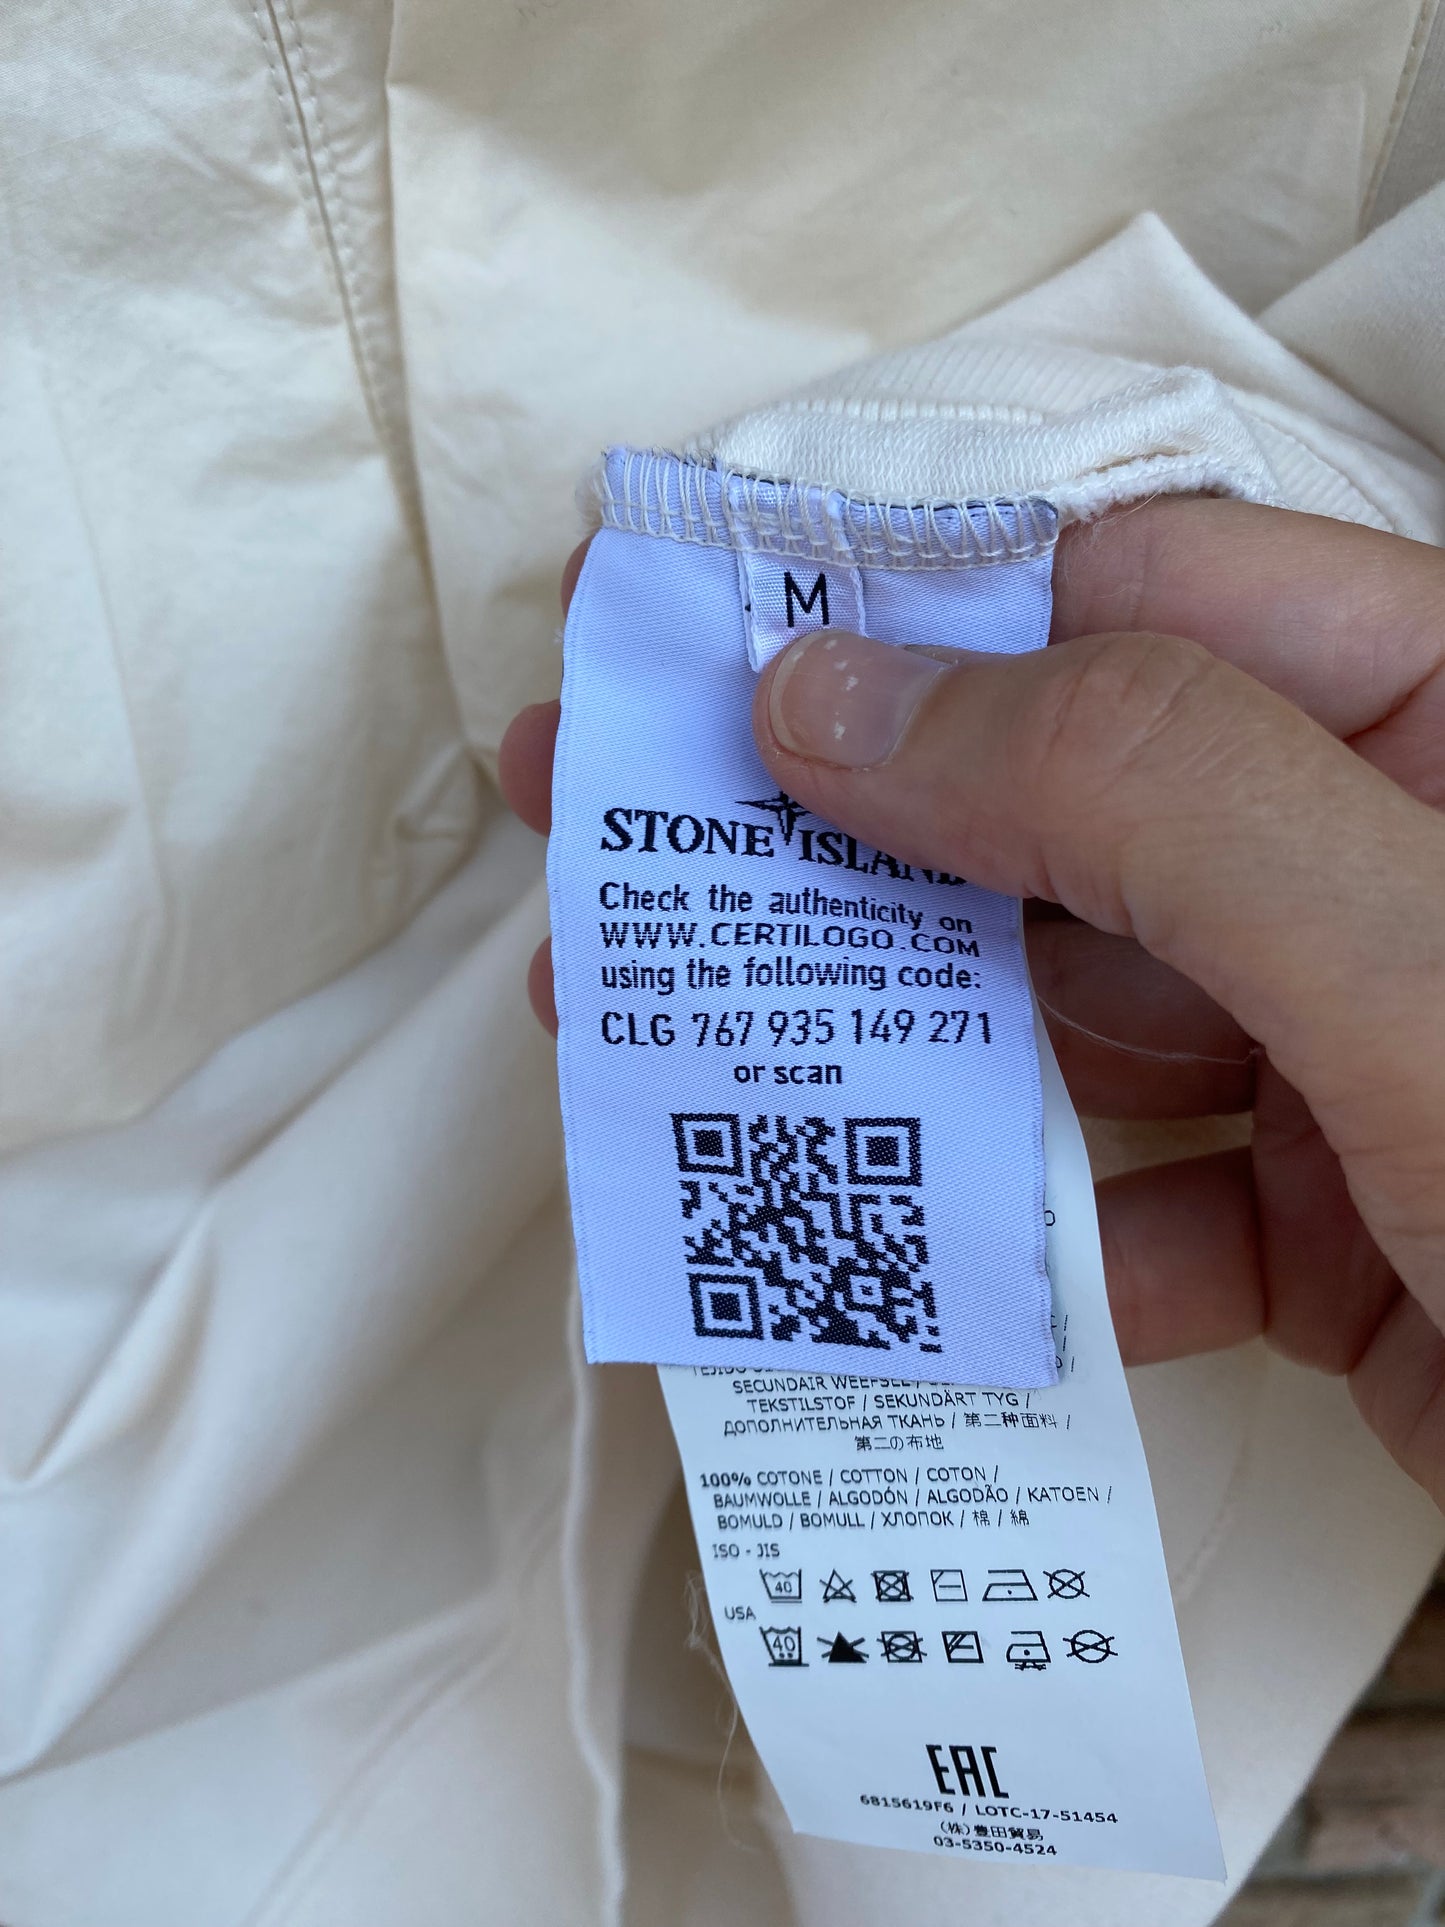 M
STONE ISLAND
Check the authenticity on
WWW.CERTILOGO.COM
using the following code:
CLG 767 935 149 271
or scan
SECUNDAIR
TEKSTILSTOF / SEKUNDÄRT TYG /
ДОПОЛНИТЕЛЬНАЯ ТКАНЬ / 第二种面料 /
第二の布地
100% COTONE / COTTON / COTON /
BAUMWOLLE / ALGODÓN / ALGODÃO / KATOEN /
BOMULD / BOMULL / ХЛОПОК / 棉 / 綿
ISO - JIS
40
USA
40
EAC
6815619F6 / LOTC-17-51454
(株)豊田貿易
03-5350-4524